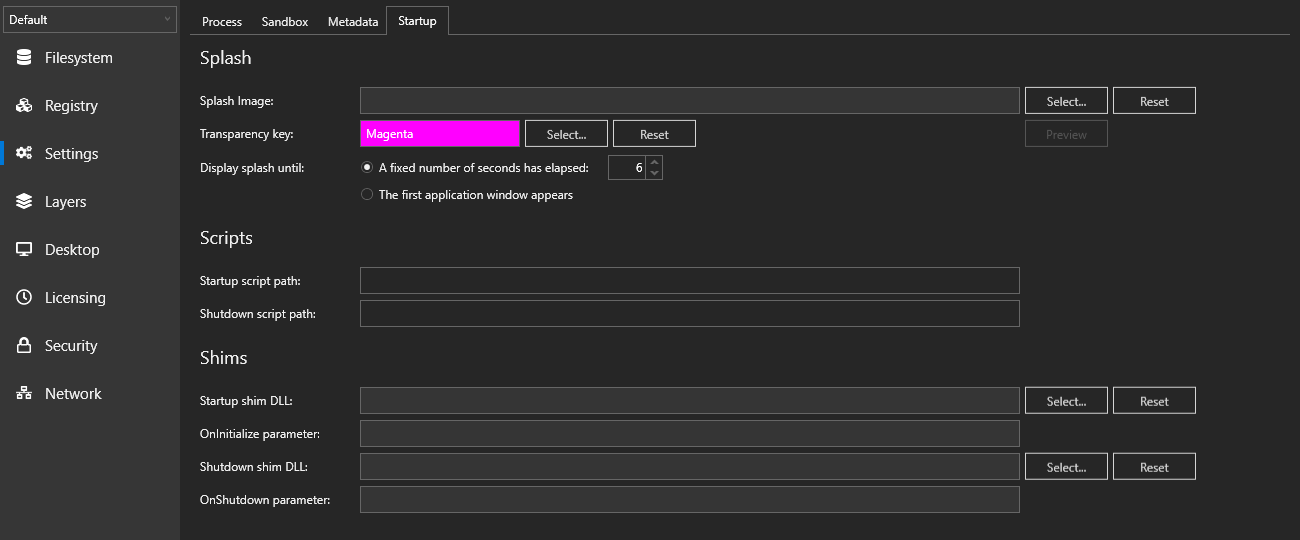 Default
Filesystem
Registry
Settings
Layers
Desktop
Licensing
Security
Network
Process Sandbox Metadata Startup
Splash
Splash Image: Select... Reset
Transparency key: Magenta Select... Reset Preview
Display splash until: A fixed number of seconds has elapsed: 6
The first application window appears
Scripts
Startup script path:
Shutdown script path:
Shims
Startup shim DLL: Select... Reset
OnInitialize parameter:
Shutdown shim DLL: Select... Reset
OnShutdown parameter: